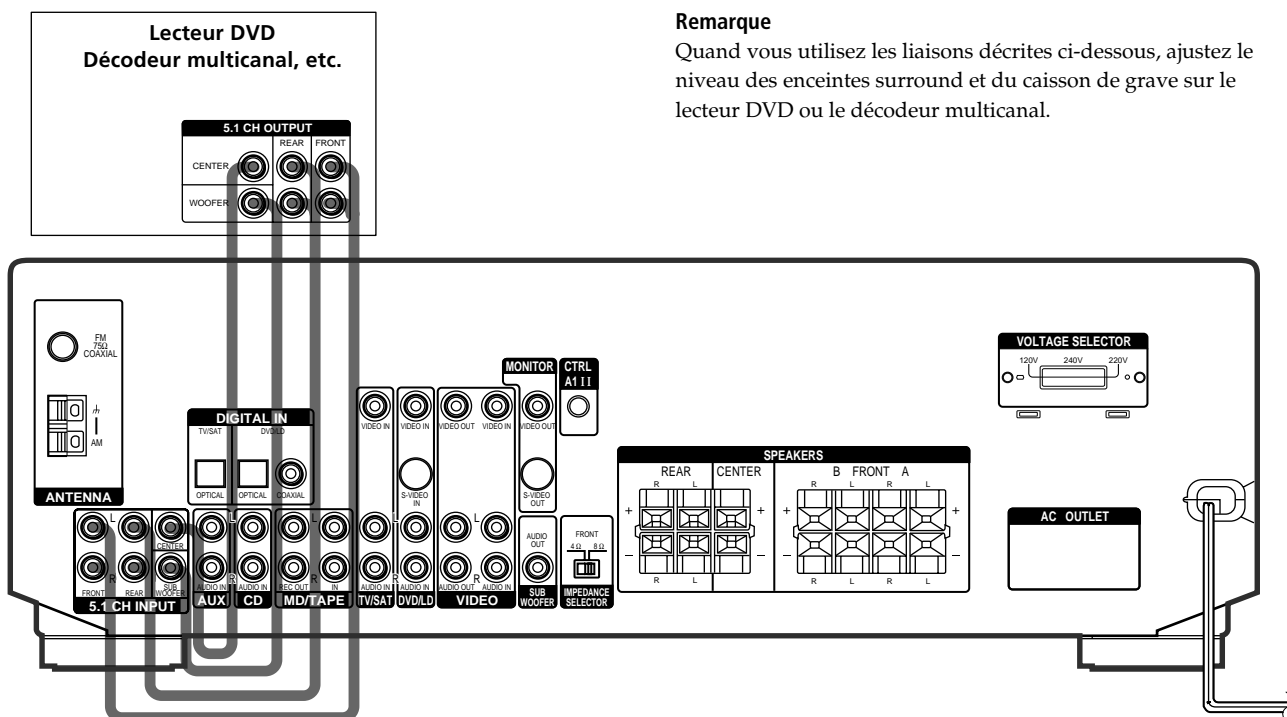 Lecteur DVD
Décodeur multicanal, etc.
5.1 CH OUTPUT
REAR FRONT
CENTER
WOOFER
Remarque
Quand vous utilisez les liaisons décrites ci-dessous, ajustez le
niveau des enceintes surround et du caisson de grave sur le
lecteur DVD ou le décodeur multicanal.
FM
75Ω
COAXIAL
AM
ANTENNA
DIGITAL IN
TV/SAT DVD/LD
OPTICAL OPTICAL COAXIAL
MONITOR
CTRL
A1 II
VIDEO IN VIDEO IN VIDEO OUT VIDEO IN VIDEO OUT
S-VIDEO
IN
S-VIDEO
OUT
L L L L L
CENTER
R R R R R
FRONT REAR SUB
WOOFER
AUDIO IN AUDIO IN REC OUT IN AUDIO IN AUDIO IN AUDIO OUT AUDIO IN
5.1 CH INPUT AUX CD MD/TAPE TV/SAT DVD/LD VIDEO
AUDIO
OUT
SUB
WOOFER
FRONT
4Ω 8Ω
IMPEDANCE
SELECTOR
SPEAKERS
REAR CENTER B FRONT A
R L R L R L
+ + + +
– – – –
R L R L R L
VOLTAGE SELECTOR
120V 240V 220V
AC OUTLET